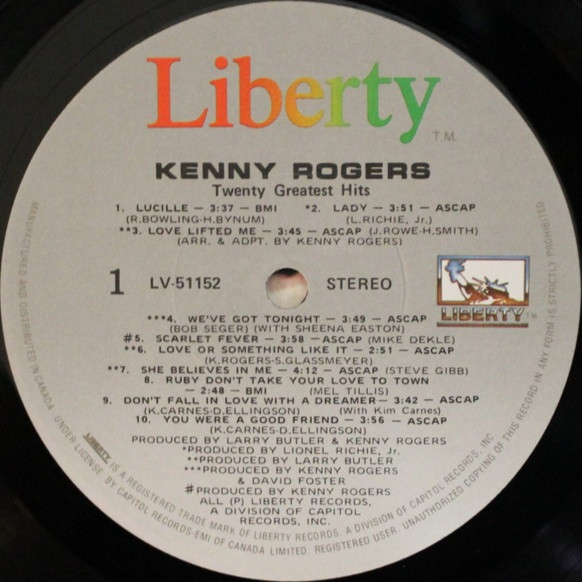 Liberty
T.M.
KENNY ROGERS
Twenty Greatest Hits
1. LUCILLE – 3:37 – BMI *2. LADY – 3:51 – ASCAP
(R.BOWLING-H.BYNUM) (L.RICHIE, Jr.)
**3. LOVE LIFTED ME – 3:45 – ASCAP (J.ROWE-H.SMITH)
(ARR. & ADPT. BY KENNY ROGERS)
1 LV-51152 STEREO
LIBERTY TM
***4. WE'VE GOT TONIGHT – 3:49 – ASCAP
(BOB SEGER) (WITH SHEENA EASTON)
#5. SCARLET FEVER – 3:58 – ASCAP (MIKE DEKLE)
**6. LOVE OR SOMETHING LIKE IT – 2:51 – ASCAP
(K.ROGERS-S.GLASSMEYER)
**7. SHE BELIEVES IN ME – 4:12 – ASCAP (STEVE GIBB)
8. RUBY DON'T TAKE YOUR LOVE TO TOWN
– 2:48 – BMI (MEL TILLIS)
9. DON'T FALL IN LOVE WITH A DREAMER – 3:42 – ASCAP
(K.CARNES-D.ELLINGSON) (With Kim Carnes)
10. YOU WERE A GOOD FRIEND – 3:56 – ASCAP
(K.CARNES-D.ELLINGSON)
PRODUCED BY LARRY BUTLER & KENNY ROGERS
*PRODUCED BY LIONEL RICHIE, Jr.
**PRODUCED BY LARRY BUTLER
***PRODUCED BY KENNY ROGERS
& DAVID FOSTER
#PRODUCED BY KENNY ROGERS
ALL (P) LIBERTY RECORDS,
A DIVISION OF CAPITOL
RECORDS, INC.
MANUFACTURED AND DISTRIBUTED IN CANADA. UNDER LICENSE, BY CAPITOL RECORDS-EMI OF CANADA LIMITED. REGISTERED USER. UNAUTHORIZED COPYING OF THIS RECORD IN ANY FORM IS STRICTLY PROHIBITED
LIBERTY IS A REGISTERED TRADE MARK OF LIBERTY RECORDS. A DIVISION OF CAPITOL RECORDS, INC.